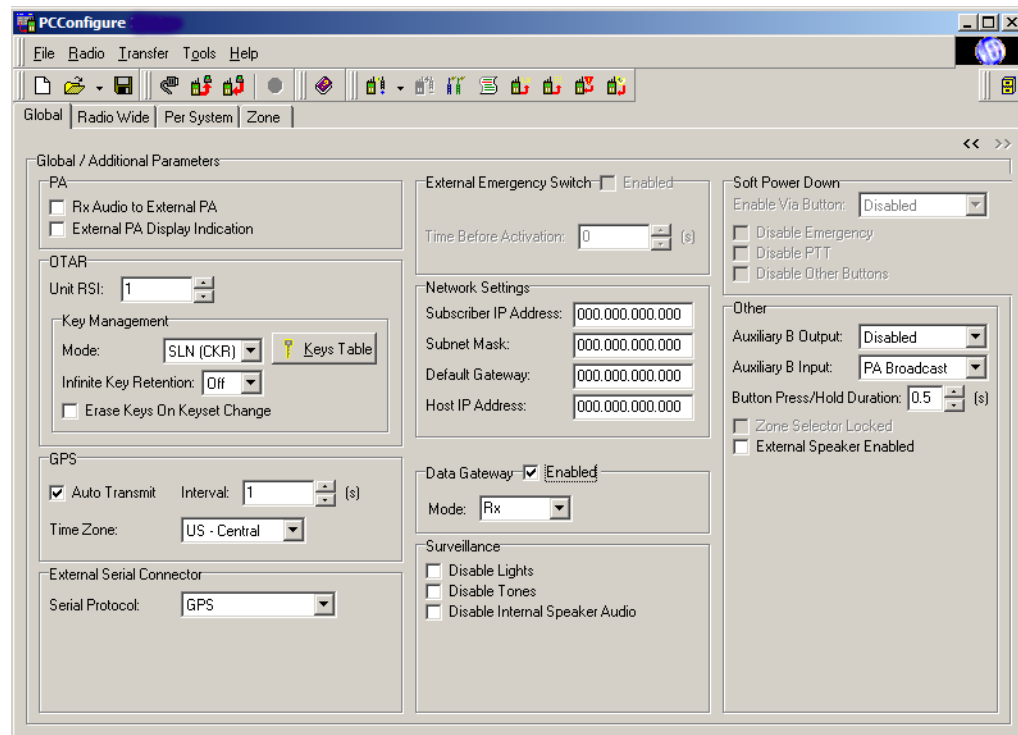 PCConfigure
File Radio Transfer Tools Help
Global Radio Wide Per System Zone
<< >>
Global / Additional Parameters
PA
Rx Audio to External PA
External PA Display Indication
OTAR
Unit RSI: 1
Key Management
Mode: SLN (CKR) Keys Table
Infinite Key Retention: Off
Erase Keys On Keyset Change
GPS
Auto Transmit Interval: 1 (s)
Time Zone: US - Central
External Serial Connector
Serial Protocol: GPS
External Emergency Switch Enabled
Time Before Activation: 0 (s)
Network Settings
Subscriber IP Address: 000.000.000.000
Subnet Mask: 000.000.000.000
Default Gateway: 000.000.000.000
Host IP Address: 000.000.000.000
Data Gateway Enabled
Mode: Rx
Surveillance
Disable Lights
Disable Tones
Disable Internal Speaker Audio
Soft Power Down
Enable Via Button: Disabled
Disable Emergency
Disable PTT
Disable Other Buttons
Other
Auxiliary B Output: Disabled
Auxiliary B Input: PA Broadcast
Button Press/Hold Duration: 0.5 (s)
Zone Selector Locked
External Speaker Enabled